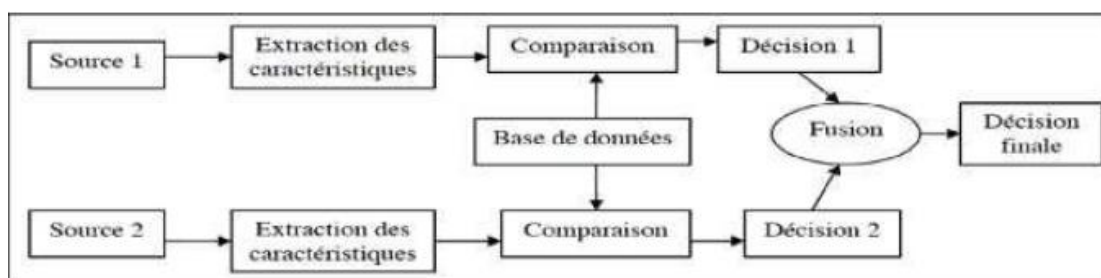 Source 1
Extraction des
caractéristiques
Comparaison
Décision 1
Base de données
Fusion
Décision
finale
Source 2
Extraction des
caractéristiques
Comparaison
Décision 2